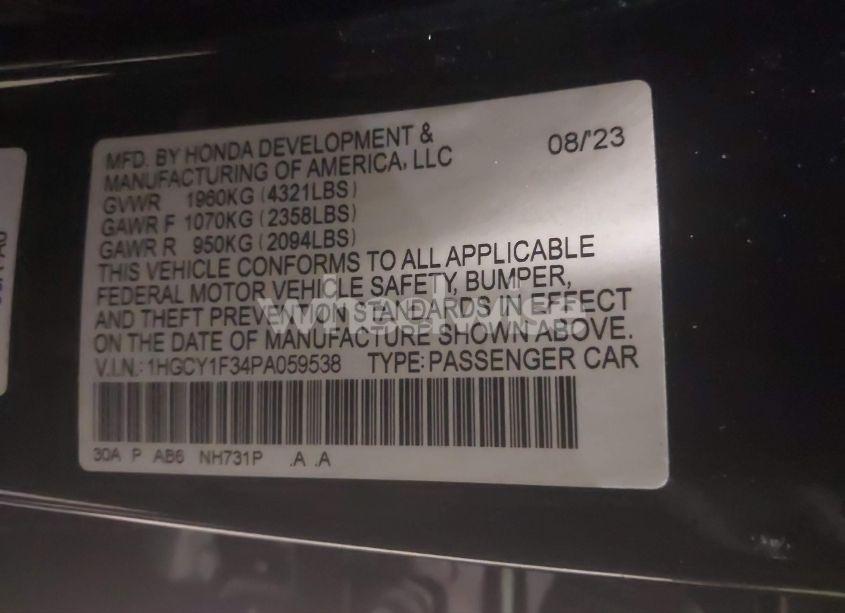 MFD. BY HONDA DEVELOPMENT & 08/'23
MANUFACTURING OF AMERICA, LLC
GVWR 1960KG (4321LBS)
GAWR F 1070KG (2358LBS)
GAWR R 950KG (2094LBS)
THIS VEHICLE CONFORMS TO ALL APPLICABLE
FEDERAL MOTOR VEHICLE SAFETY, BUMPER,
AND THEFT PREVENTION STANDARDS IN EFFECT
ON THE DATE OF MANUFACTURE SHOWN ABOVE.
V.I.N.: 1HGCY1F34PA059538 TYPE: PASSENGER CAR
30A P AB6 NH731P .A .A